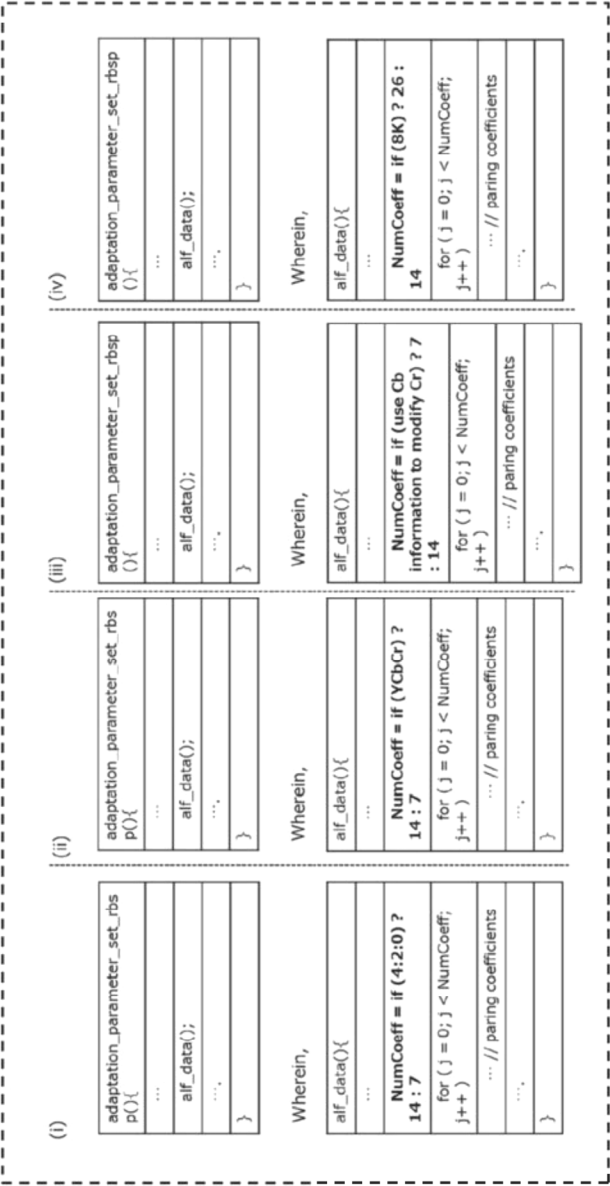 (i)
adaptation_parameter_set_rbs
p(){
...
alf_data();
....
}
Wherein,
alf_data(){
...
NumCoeff = if (4:2:0) ?
14 : 7
for ( j = 0; j < NumCoeff;
j++ )
... // paring coefficients
....
}
(ii)
adaptation_parameter_set_rbs
p(){
...
alf_data();
....
}
Wherein,
alf_data(){
...
NumCoeff = if (YCbCr) ?
14 : 7
for ( j = 0; j < NumCoeff;
j++ )
... // paring coefficients
....
}
(iii)
adaptation_parameter_set_rbsp
(){
...
alf_data();
....
}
Wherein,
alf_data(){
...
NumCoeff = if (use Cb
information to modify Cr) ? 7
: 14
for ( j = 0; j < NumCoeff;
j++ )
... // paring coefficients
....
}
(iv)
adaptation_parameter_set_rbsp
(){
...
alf_data();
....
}
Wherein,
alf_data(){
...
NumCoeff = if (8K) ? 26 :
14
for ( j = 0; j < NumCoeff;
j++ )
... // paring coefficients
....
}